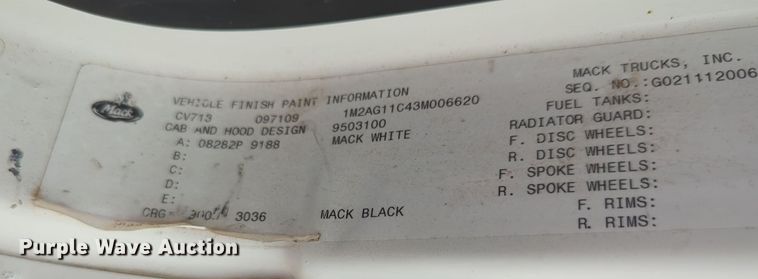 Mack
VEHICLE FINISH PAINT INFORMATION
CV713 097109 1M2AG11C43M006620
CAB AND HOOD DESIGN 9503100
A: 08282P 9188 MACK WHITE
B:
C:
D:
E:
CRG 3036 MACK BLACK
MACK TRUCKS, INC.
SEQ. NO.:G021112006
FUEL TANKS:
RADIATOR GUARD:
F. DISC WHEELS:
R. DISC WHEELS:
F. SPOKE WHEELS:
R. SPOKE WHEELS:
F. RIMS:
R. RIMS:
Purple Wave Auction